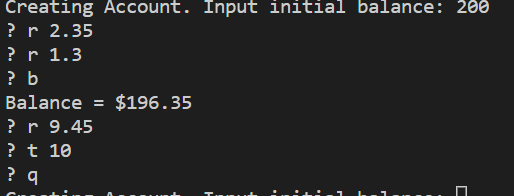 Creating Account. Input initial balance: 200
? r 2.35
? r 1.3
? b
Balance = $196.35
? r 9.45
? t 10
? q
Creating Account. Input initial balance: